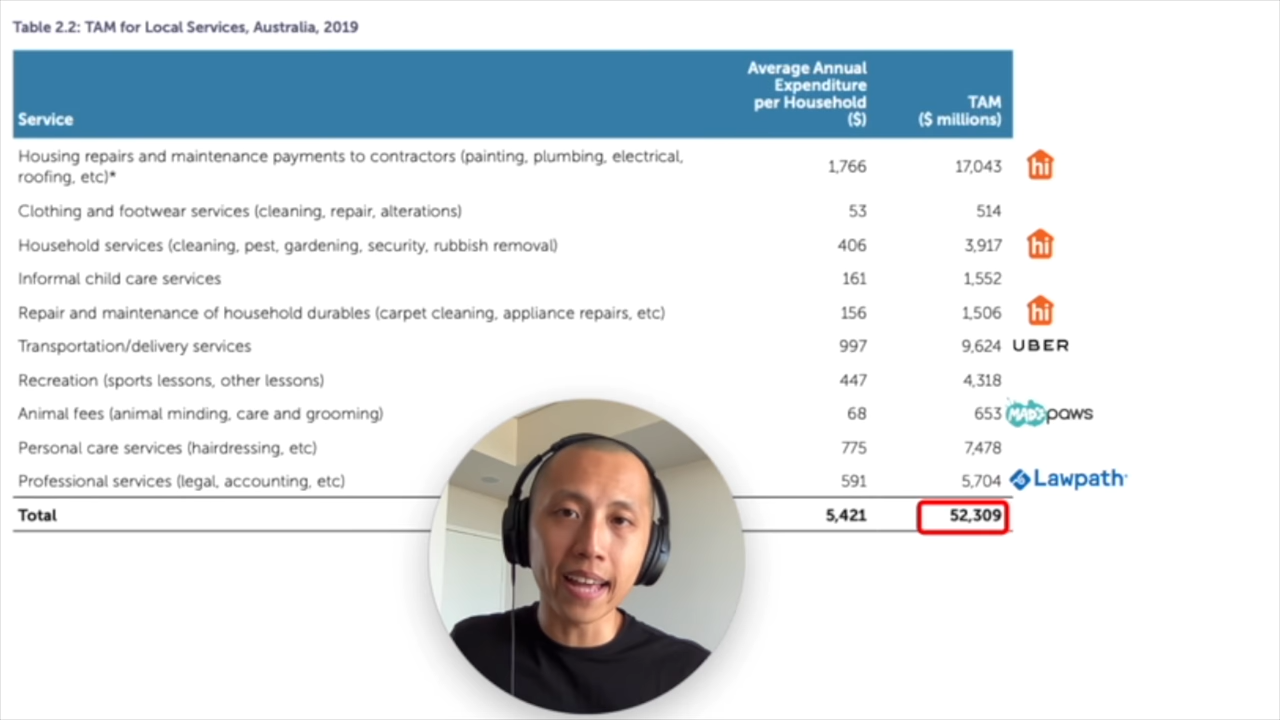 Table 2.2: TAM for Local Services, Australia, 2019
Average Annual
Expenditure
per Household
($)
TAM
($ millions)
Service
Housing repairs and maintenance payments to contractors (painting, plumbing, electrical,
roofing, etc)*
1,766
17,043
hi
Clothing and footwear services (cleaning, repair, alterations)
53
514
Household services (cleaning, pest, gardening, security, rubbish removal)
406
3,917
hi
Informal child care services
161
1,552
Repair and maintenance of household durables (carpet cleaning, appliance repairs, etc)
156
1,506
hi
Transportation/delivery services
997
9,624
UBER
Recreation (sports lessons, other lessons)
447
4,318
Animal fees (animal minding, care and grooming)
68
653
MAD paws
Personal care services (hairdressing, etc)
775
7,478
Professional services (legal, accounting, etc)
591
5,704
Lawpath
Total
5,421
52,309